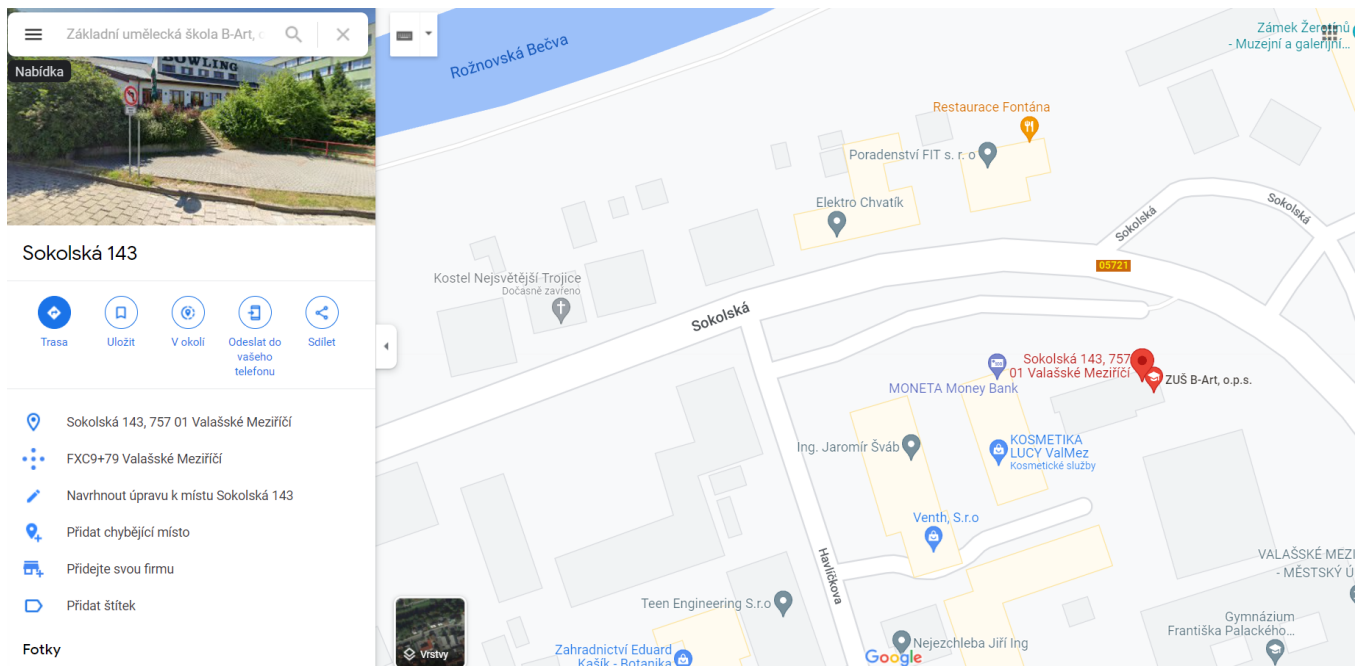 Základní umělecká škola B-Art,
Nabídka
BOWLING
Sokolská 143
Trasa
Uložit
V okolí
Odeslat do
vašeho
telefonu
Sdílet
Sokolská 143, 757 01 Valašské Meziříčí
FXC9+79 Valašské Meziříčí
Navrhnout úpravu k místu Sokolská 143
Přidat chybějící místo
Přidejte svou firmu
Přidat štítek
Fotky
Rožnovská Bečva
Zámek Žerotínů
- Muzejní a galerijní...
Restaurace Fontána
Poradenství FIT s. r. o
Elektro Chvatík
Sokolská
Sokolská
05721
Kostel Nejsvětější Trojice
Dočasně zavřeno
Sokolská
Sokolská 143, 757
01 Valašské Meziříčí
MONETA Money Bank
ZUŠ B-Art, o.p.s.
Ing. Jaromír Šváb
KOSMETIKA
LUCY ValMez
Kosmetické služby
Venth, S.r.o
Havlíčkova
VALAŠSKÉ MEZI
- MĚSTSKÝ Ú
Teen Engineering S.r.o
Gymnázium
Františka Palackého...
Nejezchleba Jiří Ing
Zahradnictví Eduard
Kašík - Botanika
Vrstvy
Google